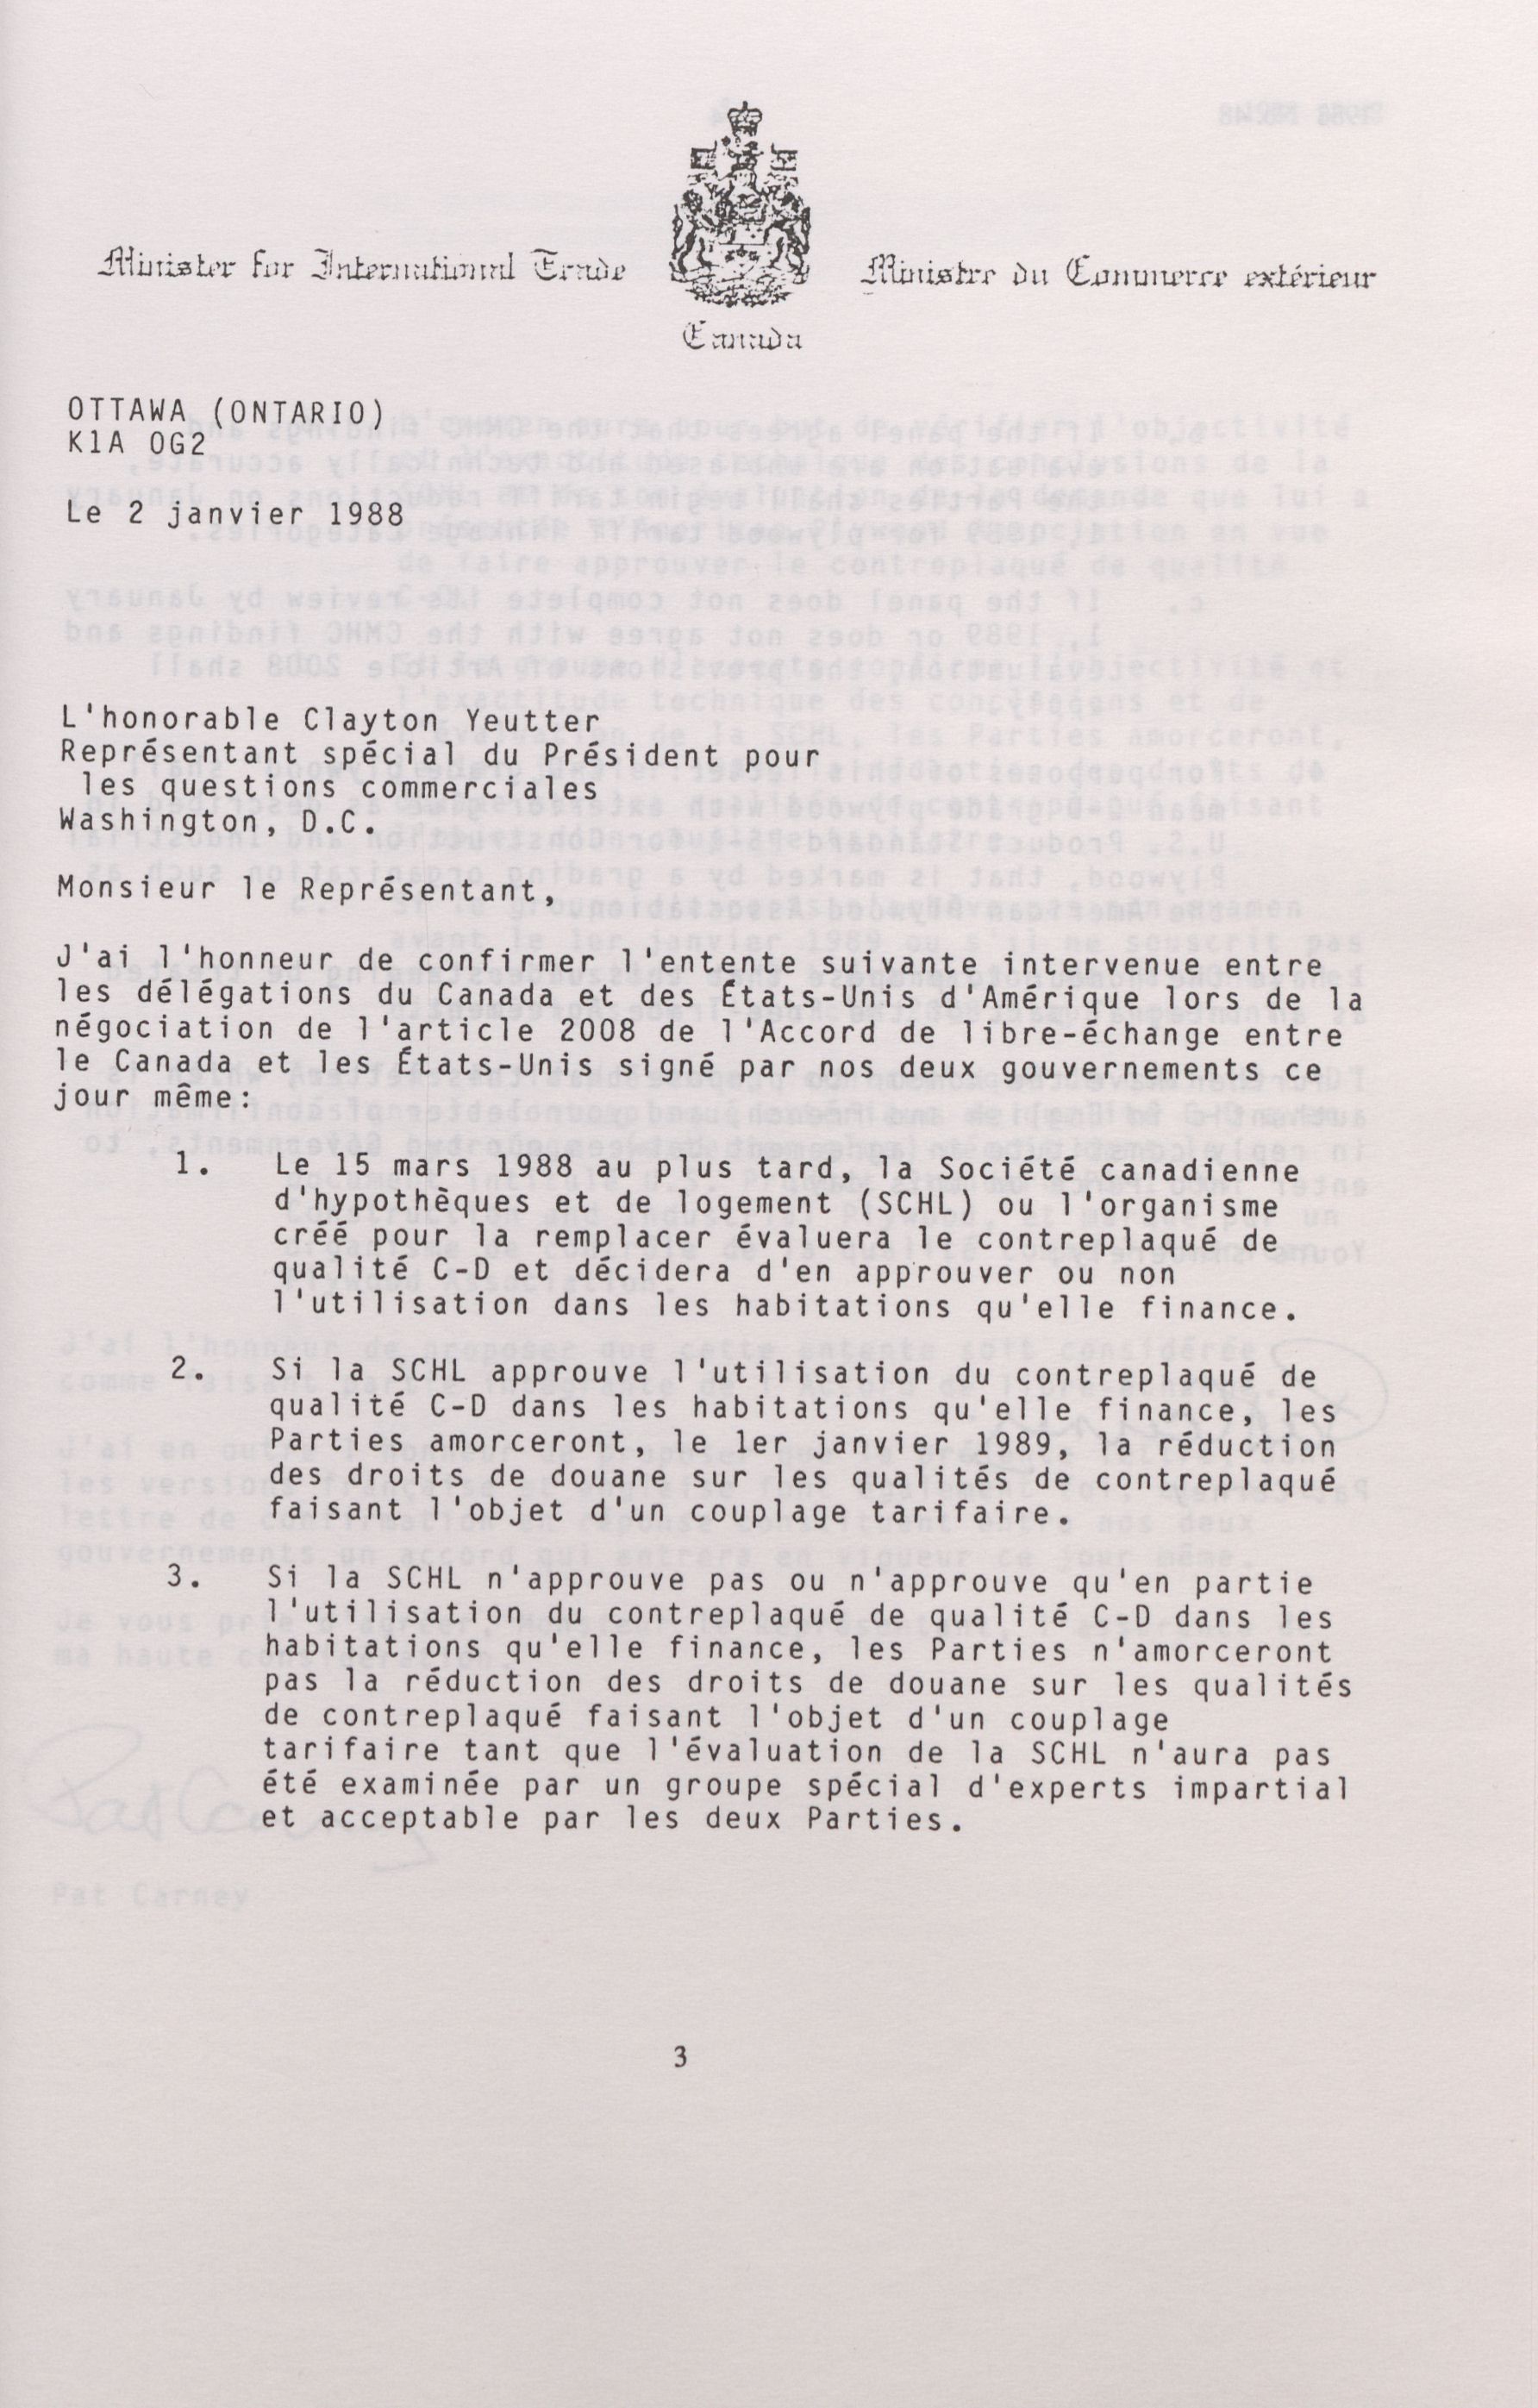 Minister for International Trade
Ministre du Commerce extérieur
Canada
OTTAWA (ONTARIO)
K1A 0G2
Le 2 janvier 1988
L'honorable Clayton Yeutter
Représentant spécial du Président pour
les questions commerciales
Washington, D.C.
Monsieur le Représentant,
J'ai l'honneur de confirmer l'entente suivante intervenue entre
les délégations du Canada et des États-Unis d'Amérique lors de la
négociation de l'article 2008 de l'Accord de libre-échange entre
le Canada et les États-Unis signé par nos deux gouvernements ce
jour même:
1. Le 15 mars 1988 au plus tard, la Société canadienne
d'hypothèques et de logement (SCHL) ou l'organisme
créé pour la remplacer évaluera le contreplaqué de
qualité C-D et décidera d'en approuver ou non
l'utilisation dans les habitations qu'elle finance.
2. Si la SCHL approuve l'utilisation du contreplaqué de
qualité C-D dans les habitations qu'elle finance, les
Parties amorceront, le 1er janvier 1989, la réduction
des droits de douane sur les qualités de contreplaqué
faisant l'objet d'un couplage tarifaire.
3. Si la SCHL n'approuve pas ou n'approuve qu'en partie
l'utilisation du contreplaqué de qualité C-D dans les
habitations qu'elle finance, les Parties n'amorceront
pas la réduction des droits de douane sur les qualités
de contreplaqué faisant l'objet d'un couplage
tarifaire tant que l'évaluation de la SCHL n'aura pas
été examinée par un groupe spécial d'experts impartial
et acceptable par les deux Parties.
Pat Carney
3